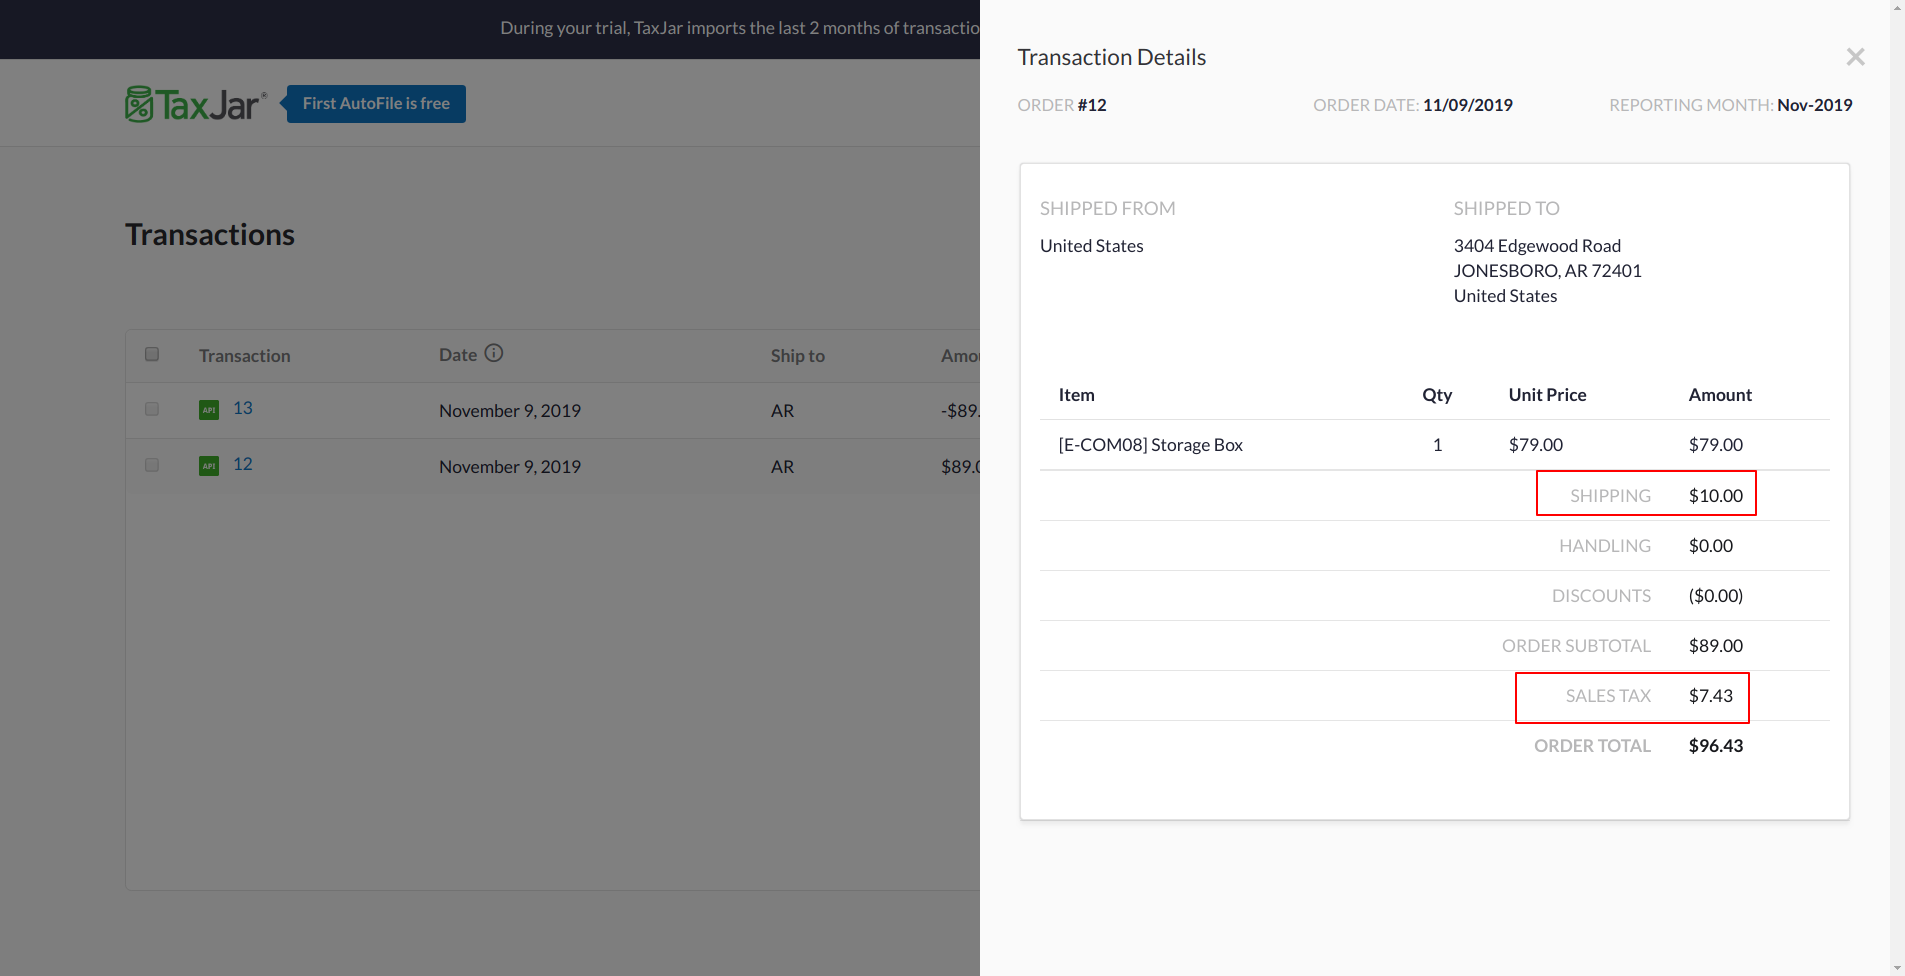 During your trial, TaxJar imports the last 2 months of transactio
TaxJar®
First AutoFile is free
Transactions
Transaction Date Ship to Amou
API 13 November 9, 2019 AR -$89.
API 12 November 9, 2019 AR $89.0
Transaction Details
ORDER #12 ORDER DATE: 11/09/2019 REPORTING MONTH: Nov-2019
SHIPPED FROM
United States
SHIPPED TO
3404 Edgewood Road
JONESBORO, AR 72401
United States
Item Qty Unit Price Amount
[E-COM08] Storage Box 1 $79.00 $79.00
SHIPPING $10.00
HANDLING $0.00
DISCOUNTS ($0.00)
ORDER SUBTOTAL $89.00
SALES TAX $7.43
ORDER TOTAL $96.43